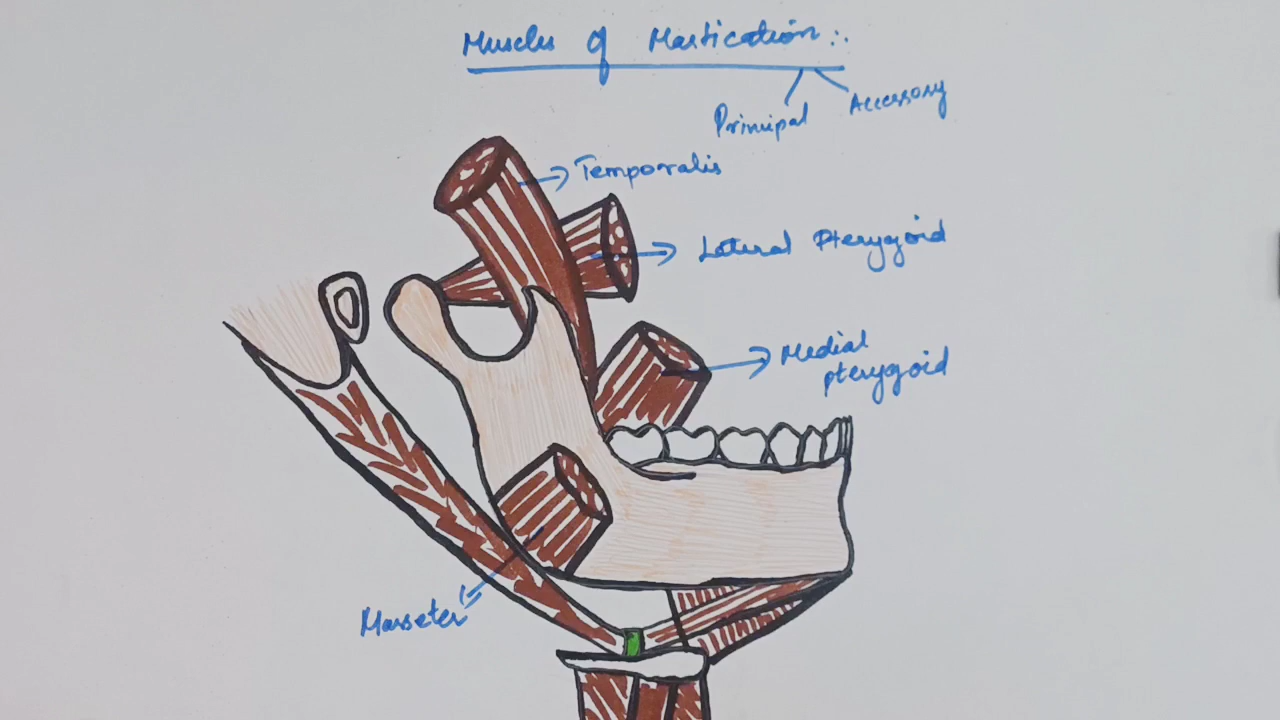 Muscles of Mastication :.
Principal
Accessory
Temporalis
Lateral Pterygoid
Medial
pterygoid
Masseter